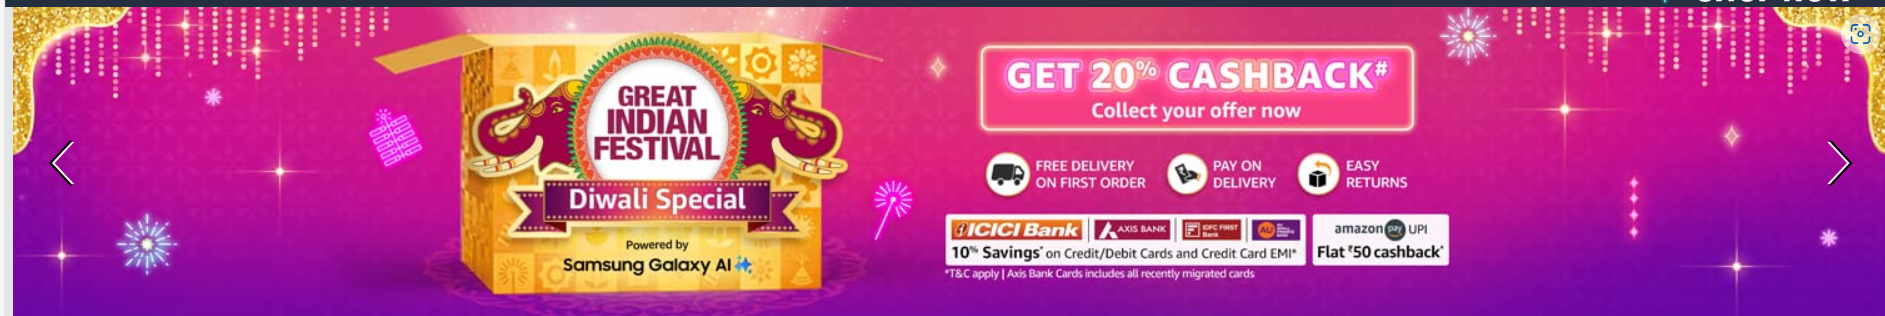 GREAT
INDIAN
FESTIVAL
Diwali Special
Powered by
Samsung Galaxy AI
GET 20% CASHBACK#
Collect your offer now
FREE DELIVERY
ON FIRST ORDER
PAY ON
DELIVERY
EASY
RETURNS
ICICI Bank AXIS BANK IDFC FIRST Bank AU
10% Savings* on Credit/Debit Cards and Credit Card EMI*
amazon pay UPI
Flat ₹50 cashback*
*T&C apply | Axis Bank Cards includes all recently migrated cards